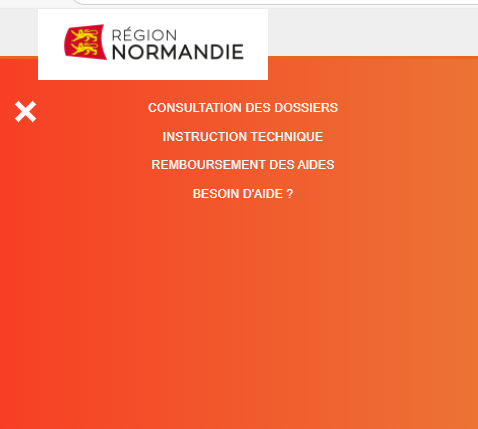 RÉGION
NORMANDIE
CONSULTATION DES DOSSIERS
INSTRUCTION TECHNIQUE
REMBOURSEMENT DES AIDES
BESOIN D'AIDE ?